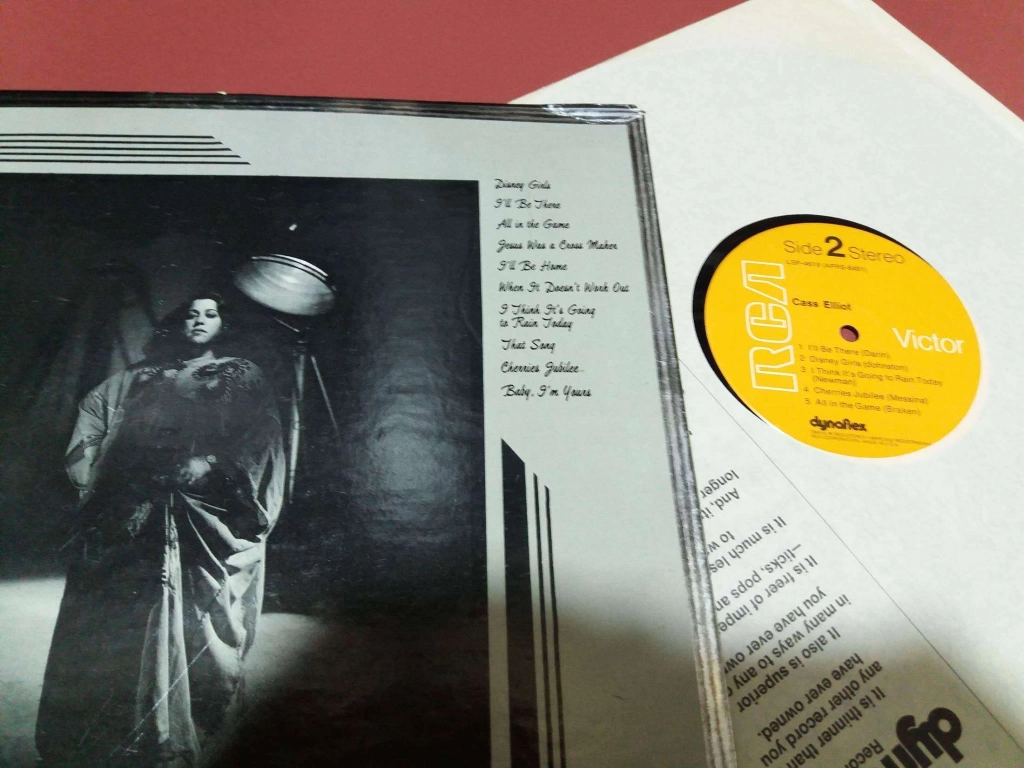 Disney Girls
I'll Be There
All in the Game
Jesus Was a Cross Maker
I'll Be Home
When It Doesn't Work Out
I Think It's Going
to Rain Today
That Song
Cherries Jubilee
Baby, I'm Yours
Side 2 Stereo
RCA
Cass Elliot
Victor
1. I'll Be There (Darin)
2. Disney Girls (Johnston)
3. I Think It's Going to Rain Today
(Newman)
4. Cherries Jubilee (Messina)
5. All in the Game (Braiken)
dynaflex
dyn
Reco
It is thinner than
any other record you
have ever owned.
It also is superior
in many ways to any
you have ever ow
It is freer of impe
–licks, pops an
It is much les
to w
And, it
longer